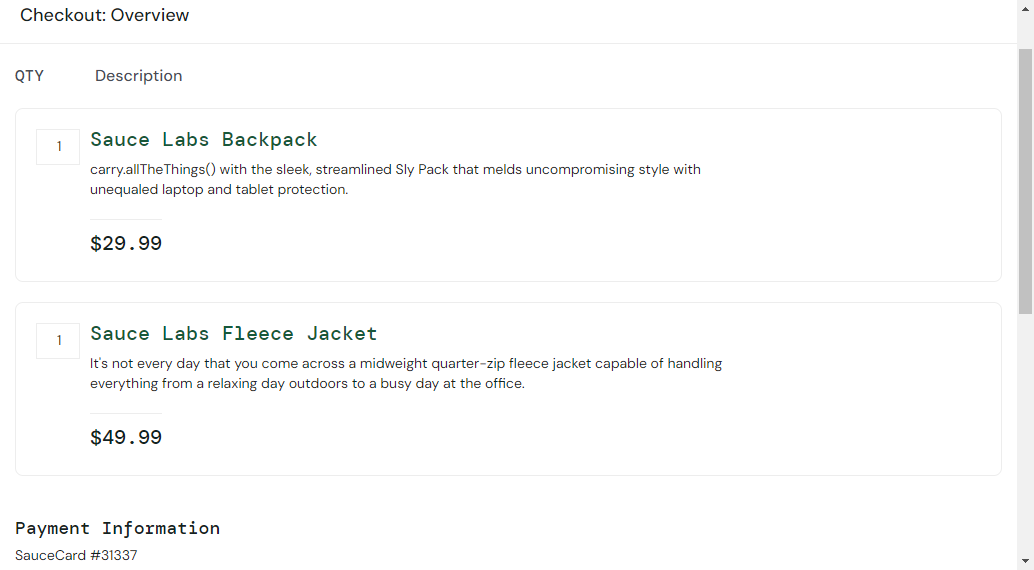 Checkout: Overview
QTY Description
1 Sauce Labs Backpack
carry.allTheThings() with the sleek, streamlined Sly Pack that melds uncompromising style with
unequaled laptop and tablet protection.
$29.99
1 Sauce Labs Fleece Jacket
It's not every day that you come across a midweight quarter-zip fleece jacket capable of handling
everything from a relaxing day outdoors to a busy day at the office.
$49.99
Payment Information
SauceCard #31337